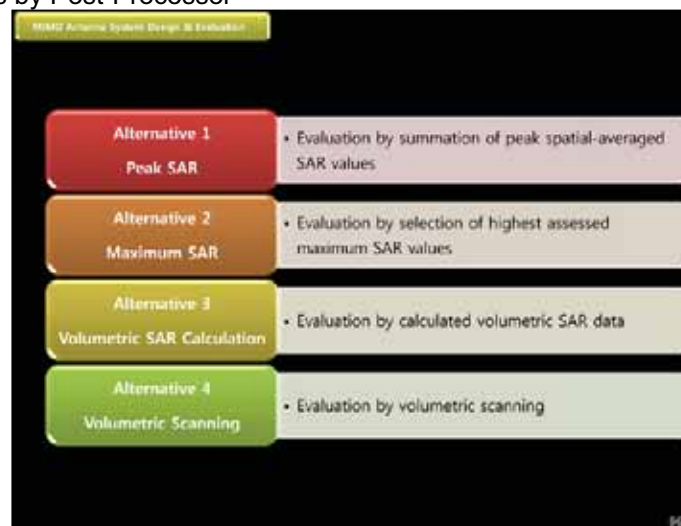 s by Post Processor
MIMO Antenna System Design & Evaluation
Alternative 1
Peak SAR
• Evaluation by summation of peak spatial-averaged
SAR values
Alternative 2
Maximum SAR
• Evaluation by selection of highest assessed
maximum SAR values
Alternative 3
Volumetric SAR Calculation
• Evaluation by calculated volumetric SAR data
Alternative 4
Volumetric Scanning
• Evaluation by volumetric scanning